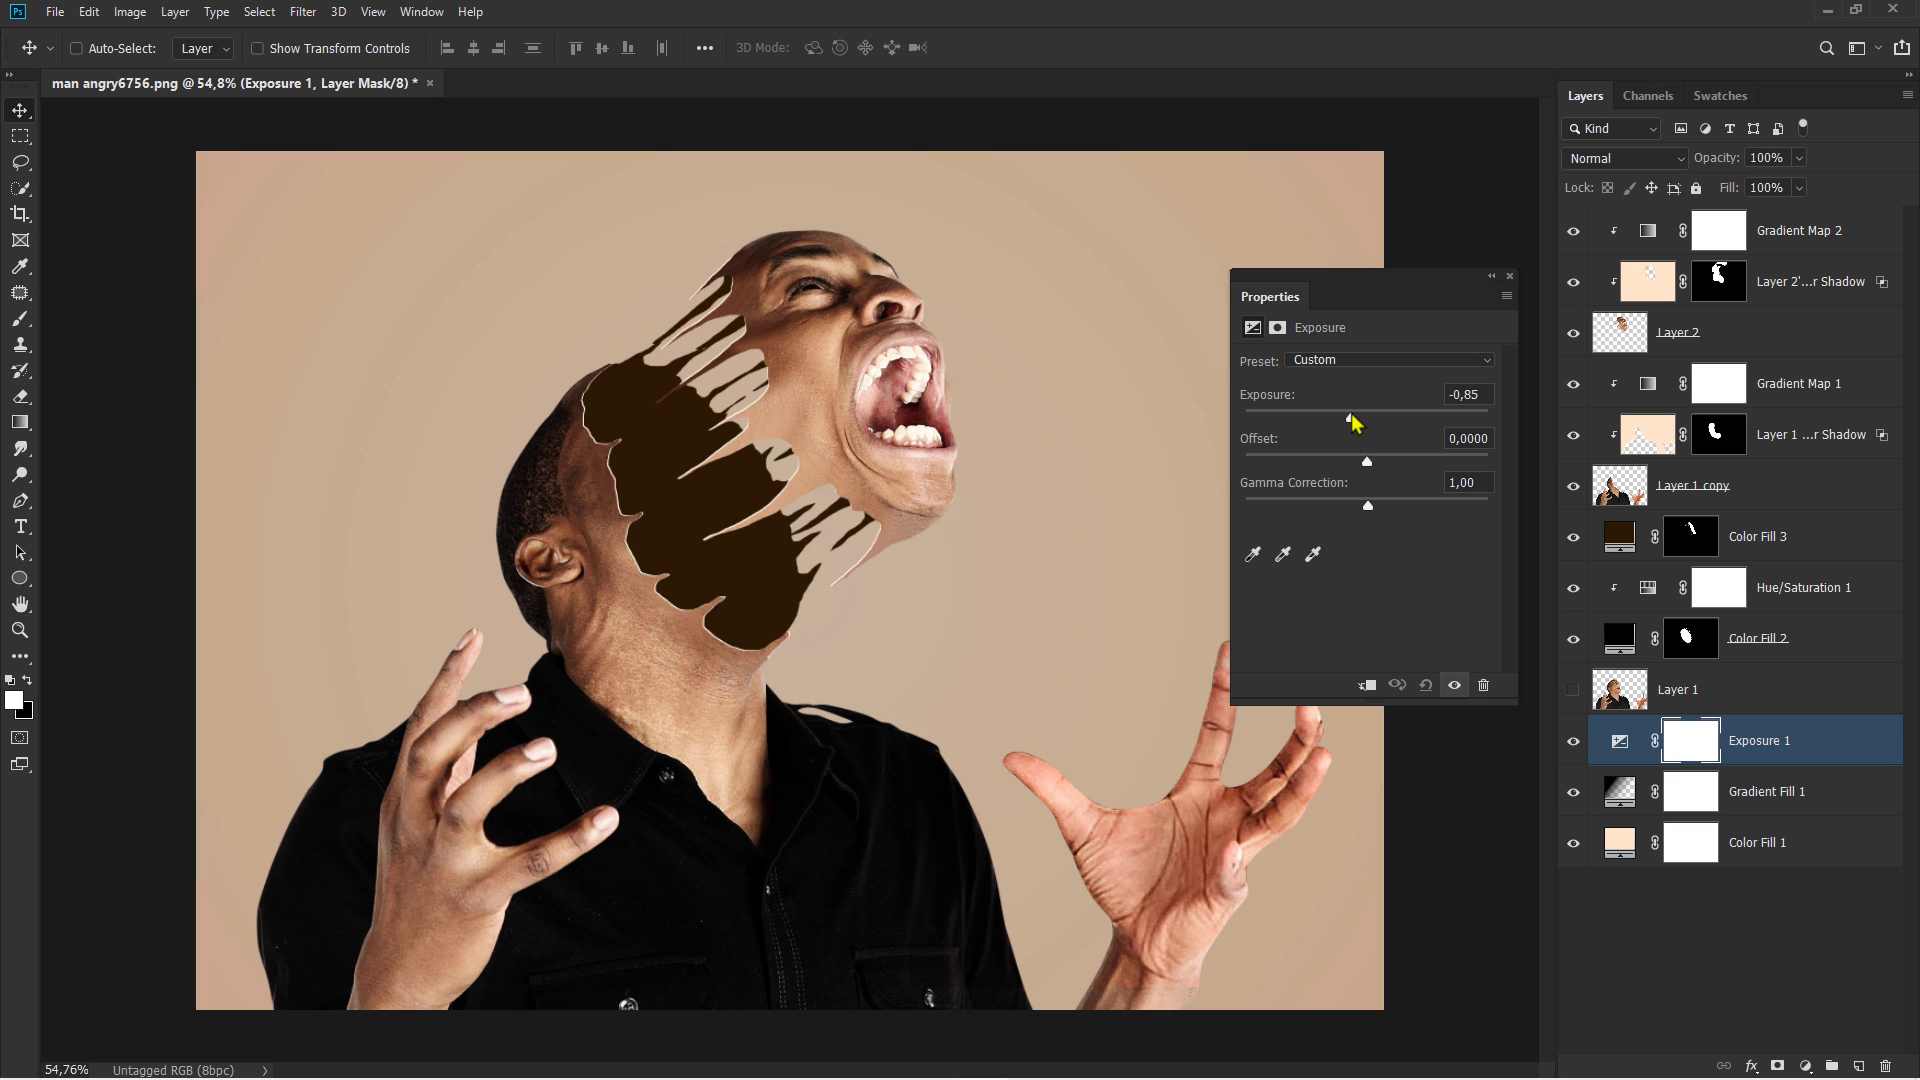 Ps File Edit Image Layer Type Select Filter 3D View Window Help
Auto-Select: Layer Show Transform Controls 3D Mode:
man angry6756.png @ 54,8% (Exposure 1, Layer Mask/8) *
Layers Channels Swatches
Kind
Normal Opacity: 100%
Lock: Fill: 100%
Gradient Map 2
Layer 2'...r Shadow
Layer 2
Gradient Map 1
Layer 1 ...r Shadow
Layer 1 copy
Color Fill 3
Hue/Saturation 1
Color Fill 2
Layer 1
Exposure 1
Gradient Fill 1
Color Fill 1
Properties
Exposure
Preset: Custom
Exposure: -0,85
Offset: 0,0000
Gamma Correction: 1,00
54,76% Untagged RGB (8bpc)